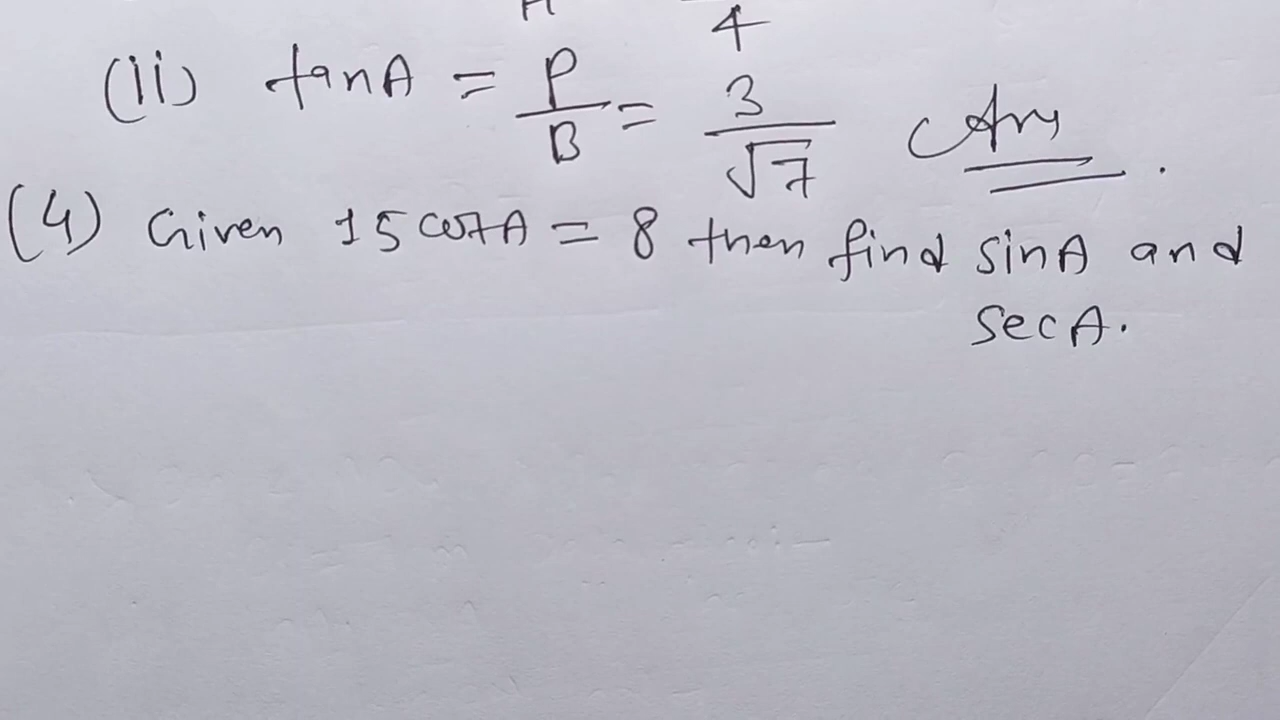 4
(ii) tanA = P/B = 3/√7 Ans.
(4) Given 15 cotA = 8 then find sinA and
secA.